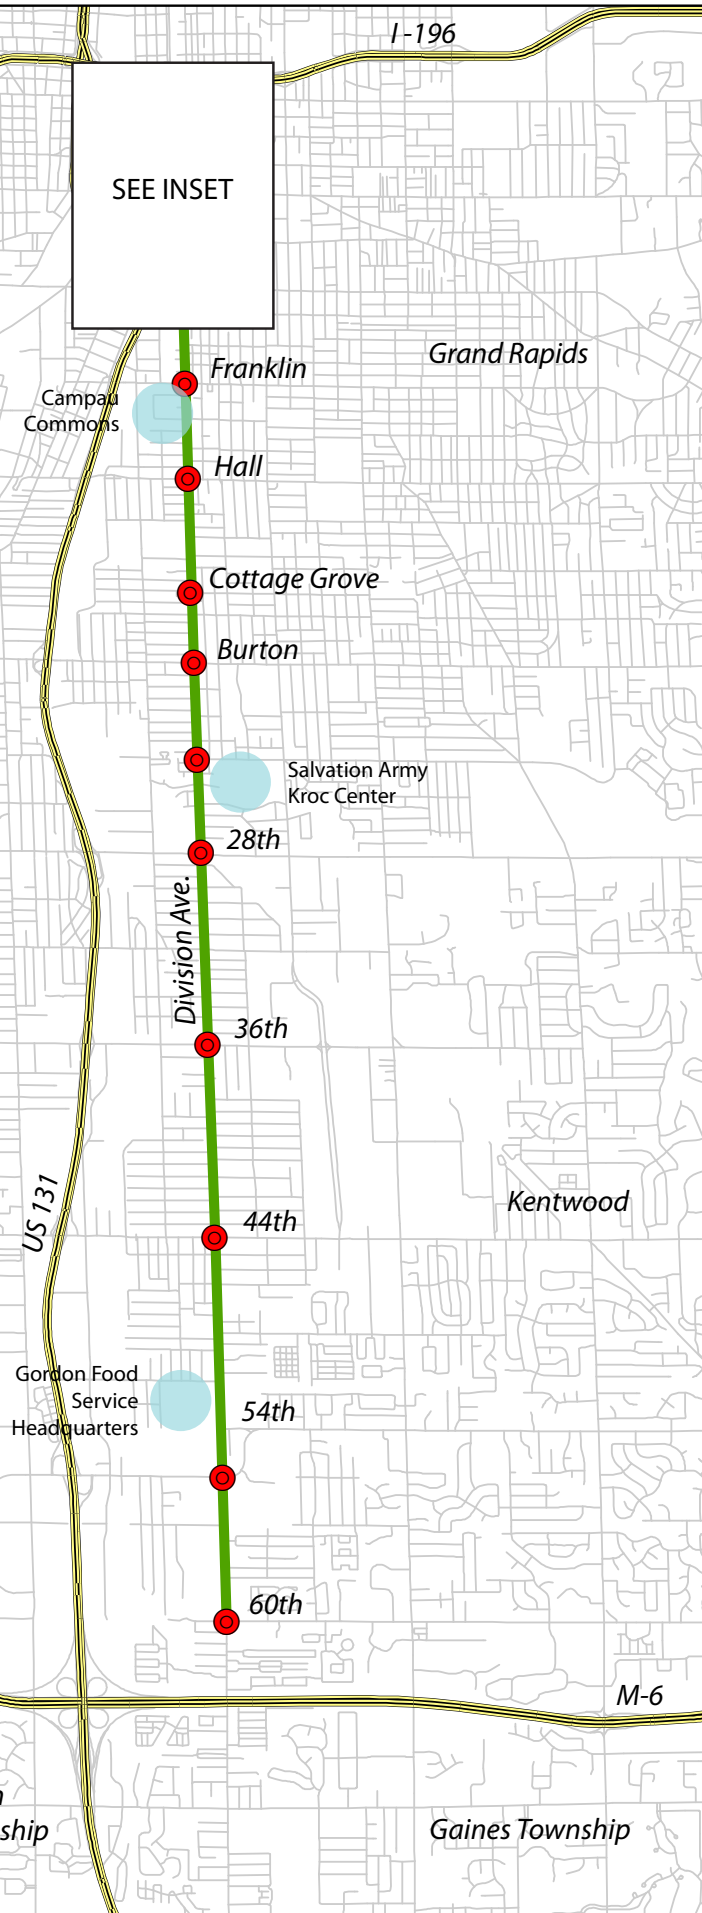 I-196
SEE INSET
Grand Rapids
Franklin
Campau
Commons
Hall
Cottage Grove
Burton
Salvation Army
Kroc Center
28th
Division Ave.
36th
US 131
Kentwood
44th
Gordon Food
Service
Headquarters
54th
60th
M-6
ship
Gaines Township